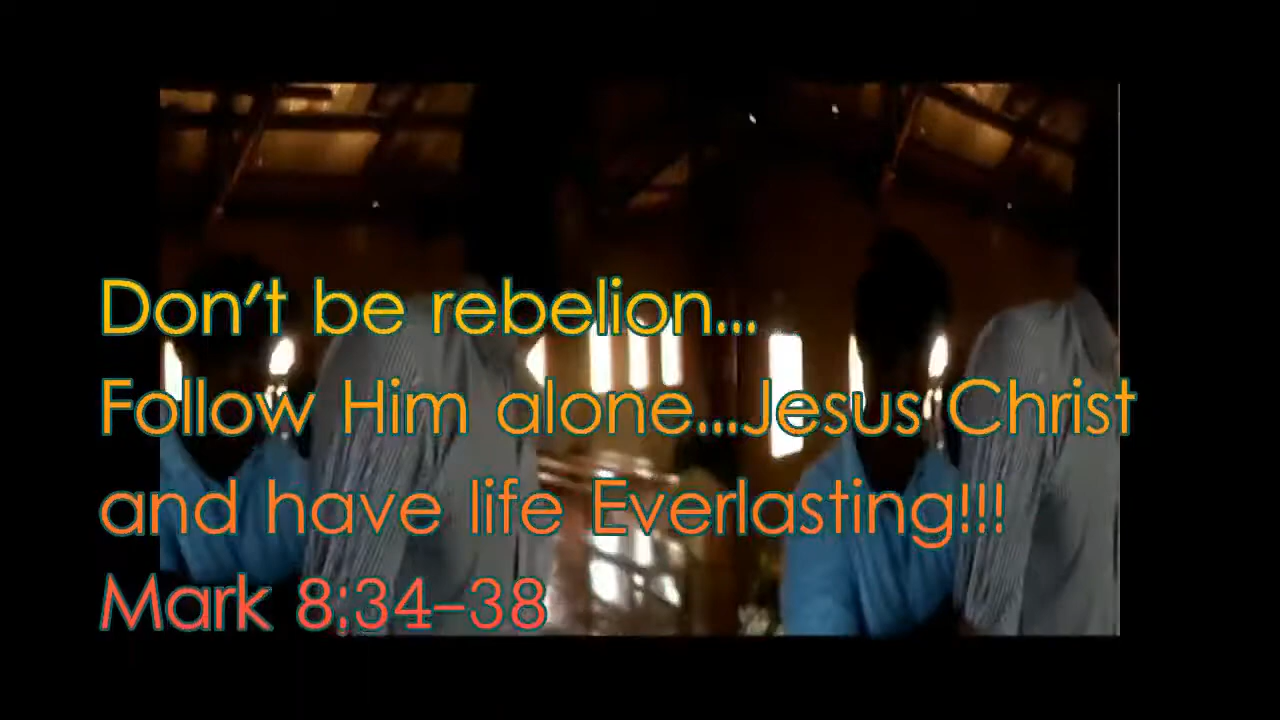 Don't be rebelion...
Follow Him alone...Jesus Christ
and have life Everlasting!!!
Mark 8:34-38